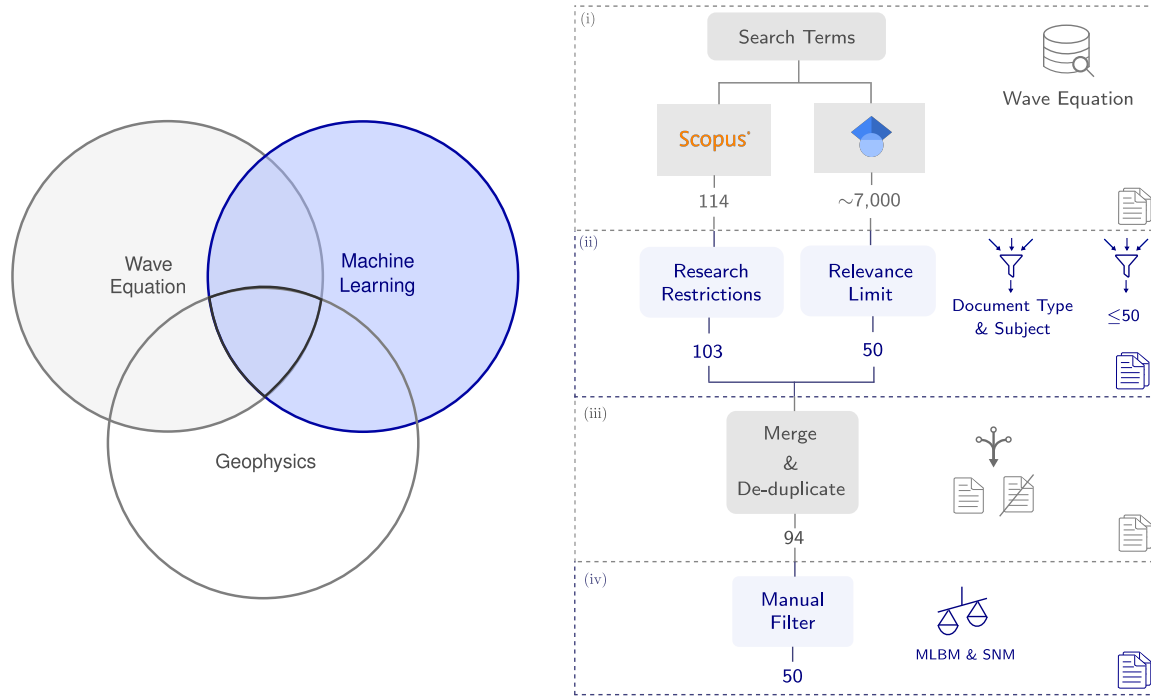 Wave
Equation
Machine
Learning
Geophysics
(i)
Search Terms
Wave Equation
Scopus®
114
~7,000
(ii)
Research
Restrictions
Relevance
Limit
Document Type
& Subject
≤50
103
50
(iii)
Merge
&
De-duplicate
94
(iv)
Manual
Filter
MLBM & SNM
50